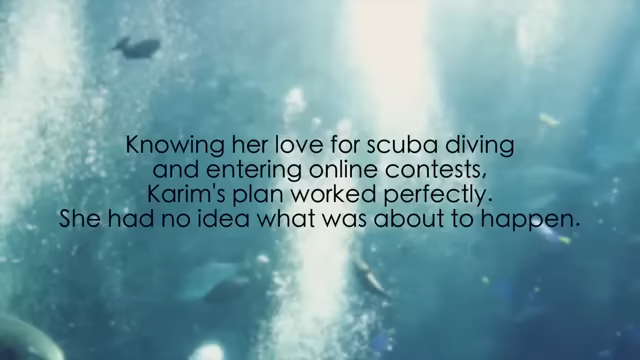 Knowing her love for scuba diving
and entering online contests,
Karim's plan worked perfectly.
She had no idea what was about to happen.